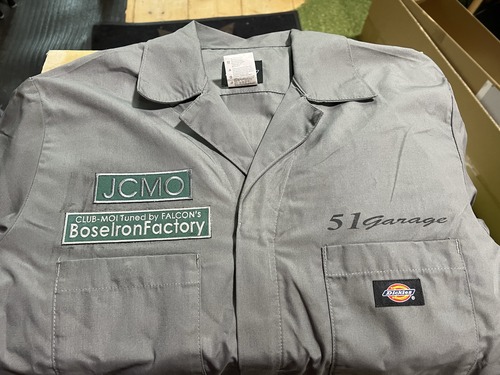 JCMO
CLUB-MOI Tuned by FALCON's
BoseIronFactory
51Garage
Dickies